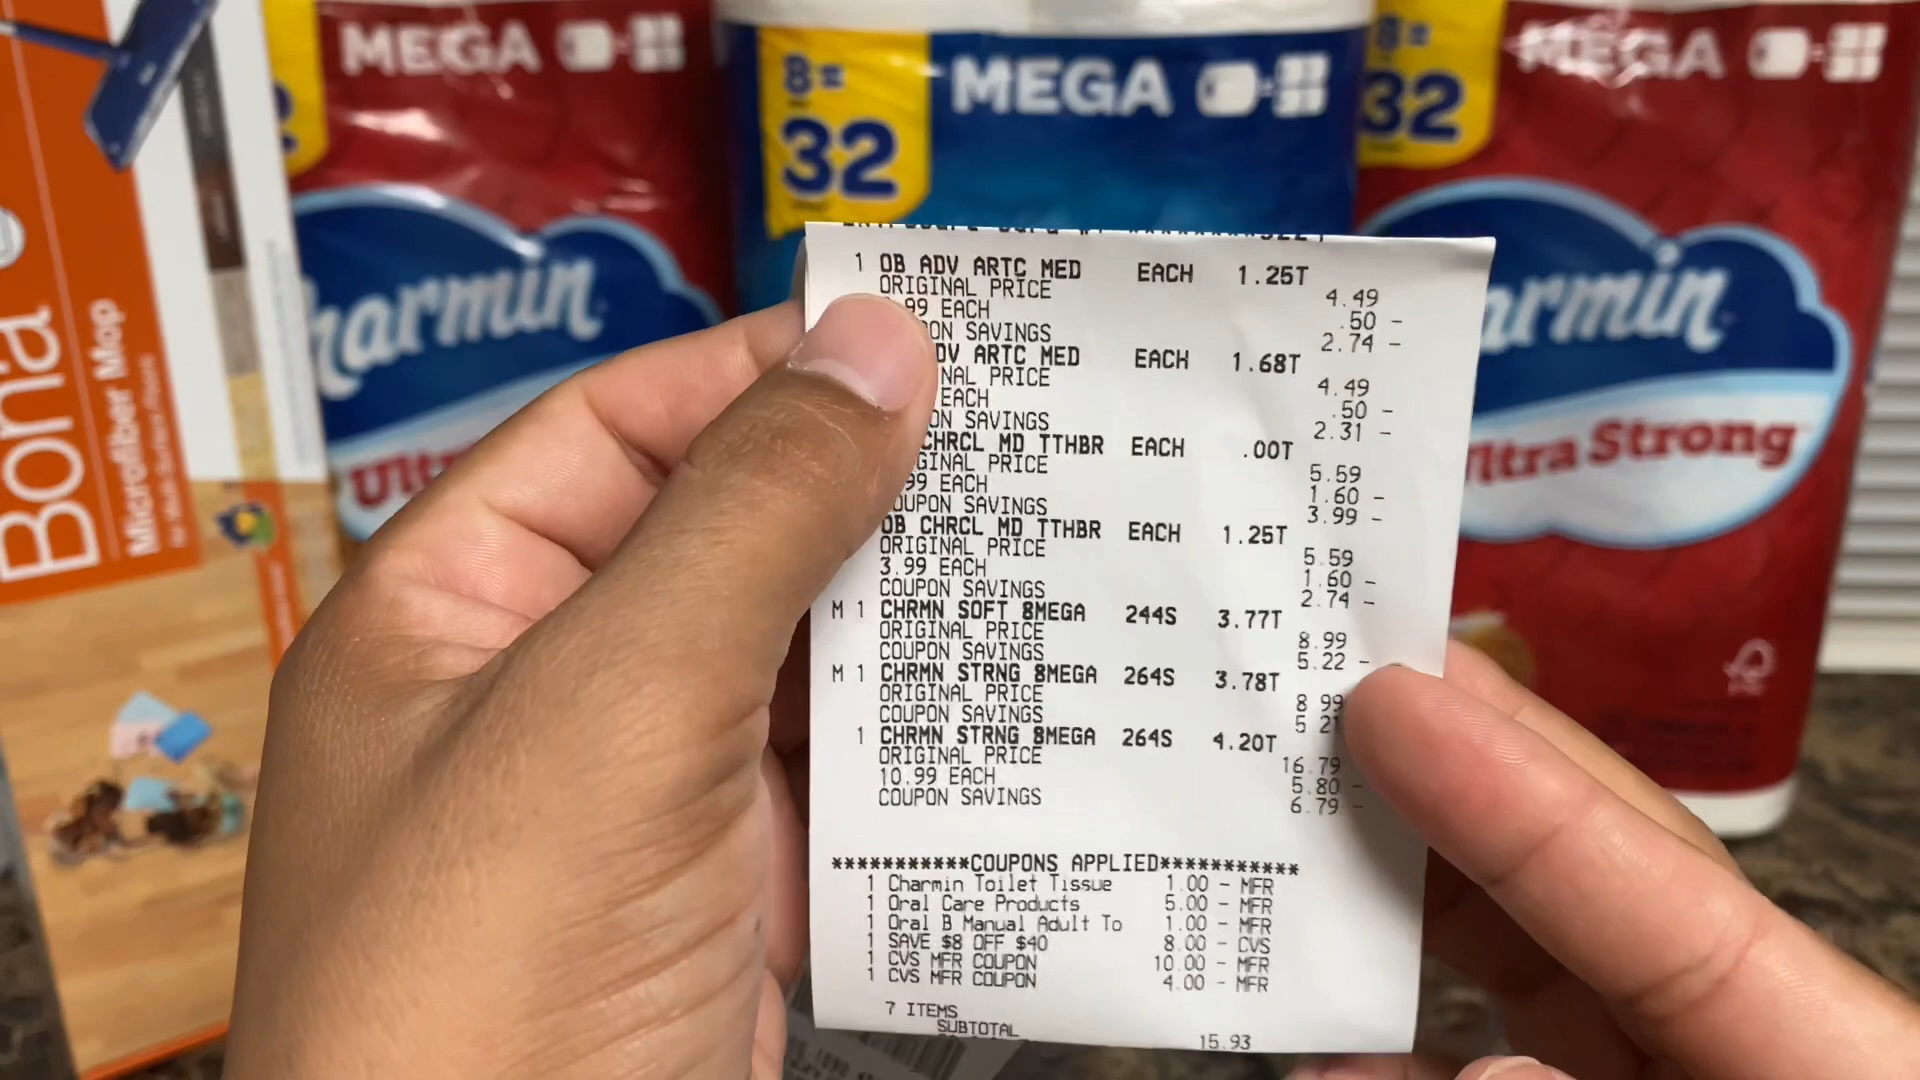 MEGA
8=
32
MEGA
8=
32
MEGA
Charmin
Charmin
Ultra Strong
Bona
Microfiber Mop
1 OB ADV ARTC MED EACH 1.25T
ORIGINAL PRICE 4.49
.99 EACH .50 -
ON SAVINGS 2.74 -
DV ARTC MED EACH 1.68T
NAL PRICE 4.49
EACH .50 -
ON SAVINGS 2.31 -
CHRCL MD TTHBR EACH .00T
GINAL PRICE 5.59
99 EACH 1.60 -
OUPON SAVINGS 3.99 -
OB CHRCL MD TTHBR EACH 1.25T
ORIGINAL PRICE 5.59
3.99 EACH 1.60 -
COUPON SAVINGS 2.74 -
M 1 CHRMN SOFT 8MEGA 244S 3.77T
ORIGINAL PRICE 8.99
COUPON SAVINGS 5.22 -
M 1 CHRMN STRNG 8MEGA 264S 3.78T
ORIGINAL PRICE 8.99
COUPON SAVINGS 5.21
1 CHRMN STRNG 8MEGA 264S 4.20T
ORIGINAL PRICE 16.79
10.99 EACH 5.80 -
COUPON SAVINGS 6.79 -
***********COUPONS APPLIED***********
1 Charmin Toilet Tissue 1.00 - MFR
1 Oral Care Products 5.00 - MFR
1 Oral B Manual Adult To 1.00 - MFR
1 SAVE $8 OFF $40 8.00 - CVS
1 CVS MFR COUPON 10.00 - MFR
1 CVS MFR COUPON 4.00 - MFR
7 ITEMS
SUBTOTAL 15.93